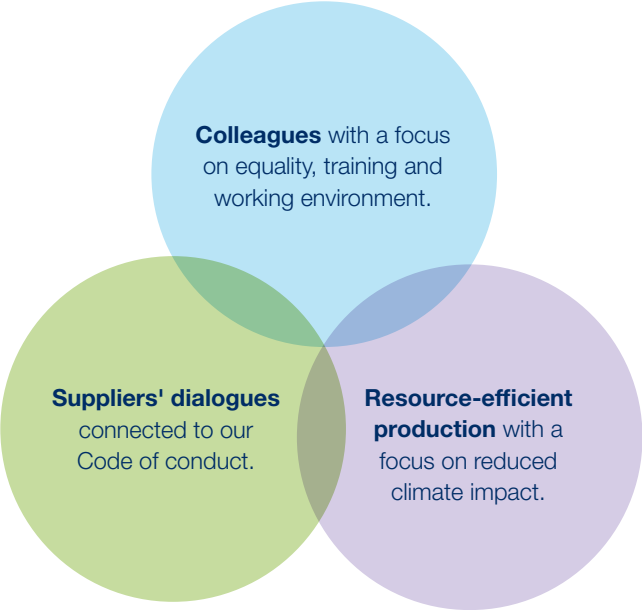 Colleagues with a focus
on equality, training and
working environment.
Suppliers' dialogues
connected to our
Code of conduct.
Resource-efficient
production with a
focus on reduced
climate impact.